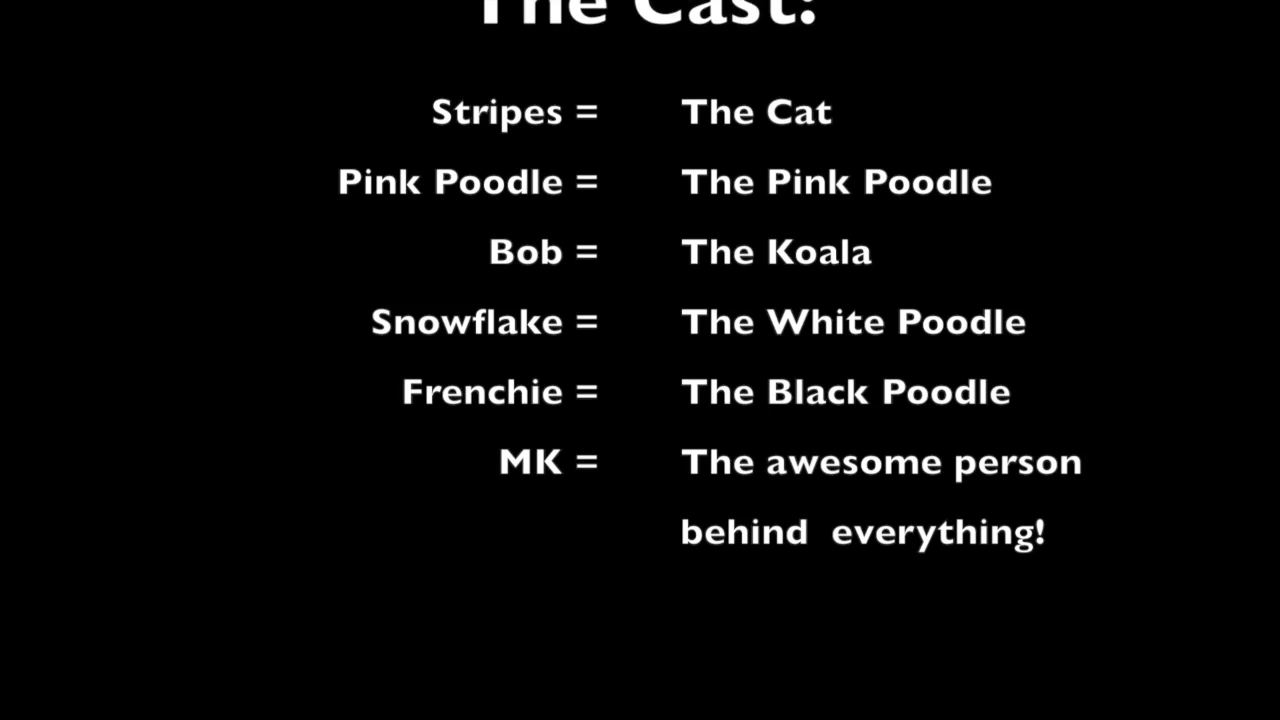 The Cast:
Stripes = The Cat
Pink Poodle = The Pink Poodle
Bob = The Koala
Snowflake = The White Poodle
Frenchie = The Black Poodle
MK = The awesome person
behind everything!